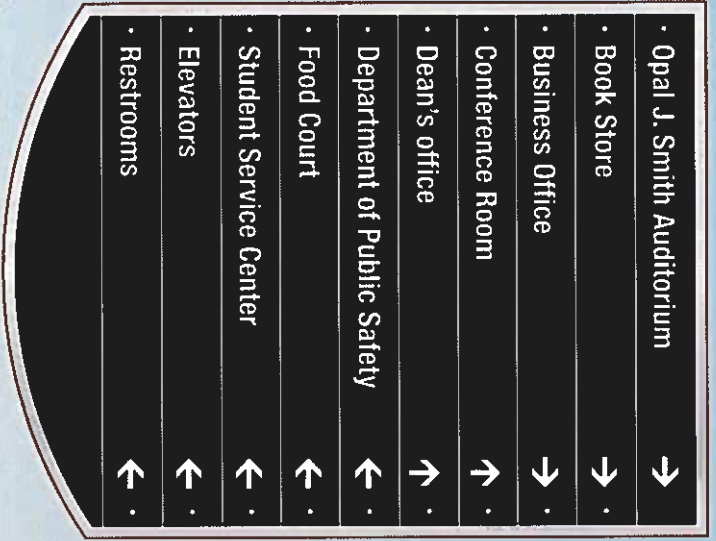 Opal J. Smith Auditorium
Book Store
Business Office
Conference Room
Dean's office
Department of Public Safety
Food Court
Student Service Center
Elevators
Restrooms